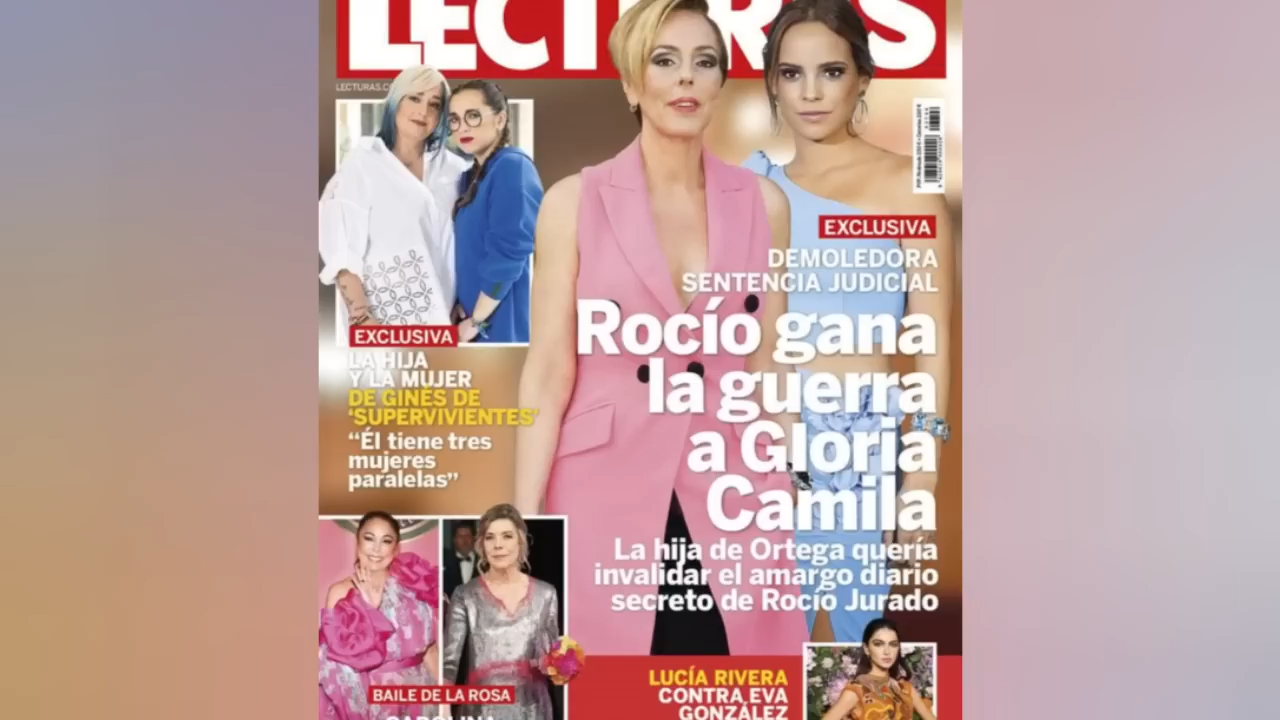 LECTURAS
LECTURAS.CO
EXCLUSIVA
DEMOLEDORA
SENTENCIA JUDICIAL
Rocío gana
la guerra
a Gloria
Camila
La hija de Ortega quería
invalidar el amargo diario
secreto de Rocío Jurado
EXCLUSIVA
LA HIJA
Y LA MUJER
DE GINÉS DE
‘SUPERVIVIENTES’
“Él tiene tres
mujeres
paralelas”
BAILE DE LA ROSA
CAROLINA
LUCÍA RIVERA
CONTRA EVA
GONZÁLEZ